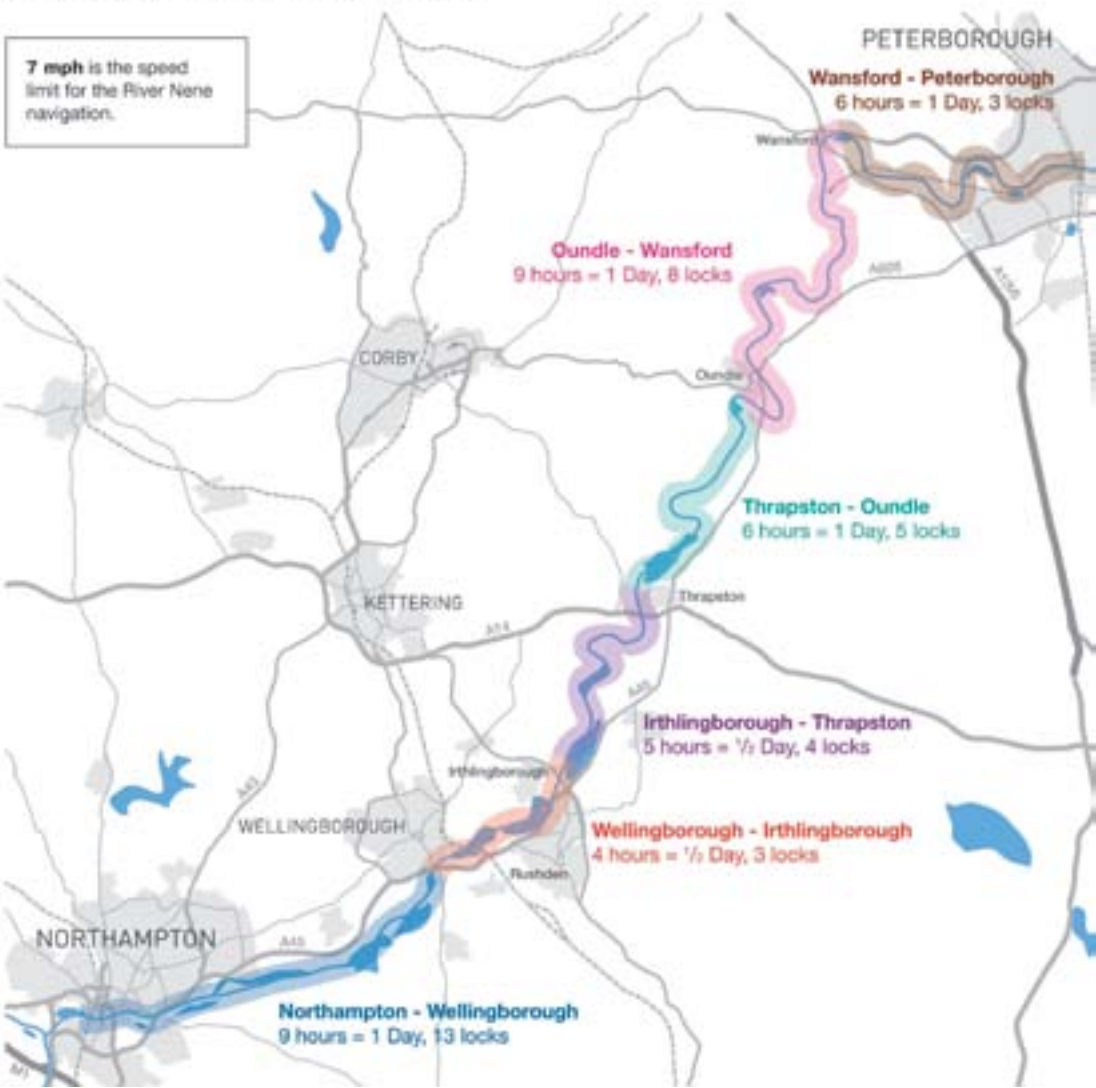 7 mph is the speed
limit for the River Nene
navigation.
PETERBOROUGH
Wansford - Peterborough
6 hours = 1 Day, 3 locks
Wansford
Oundle - Wansford
9 hours = 1 Day, 8 locks
A605
CORBY
Oundle
Thrapston - Oundle
6 hours = 1 Day, 5 locks
KETTERING
Thrapston
A14
A45
Irthlingborough - Thrapston
5 hours = ½ Day, 4 locks
Irthlingborough
A43
WELLINGBOROUGH
Wellingborough - Irthlingborough
4 hours = ½ Day, 3 locks
Rushden
NORTHAMPTON
A45
Northampton - Wellingborough
9 hours = 1 Day, 13 locks
M1